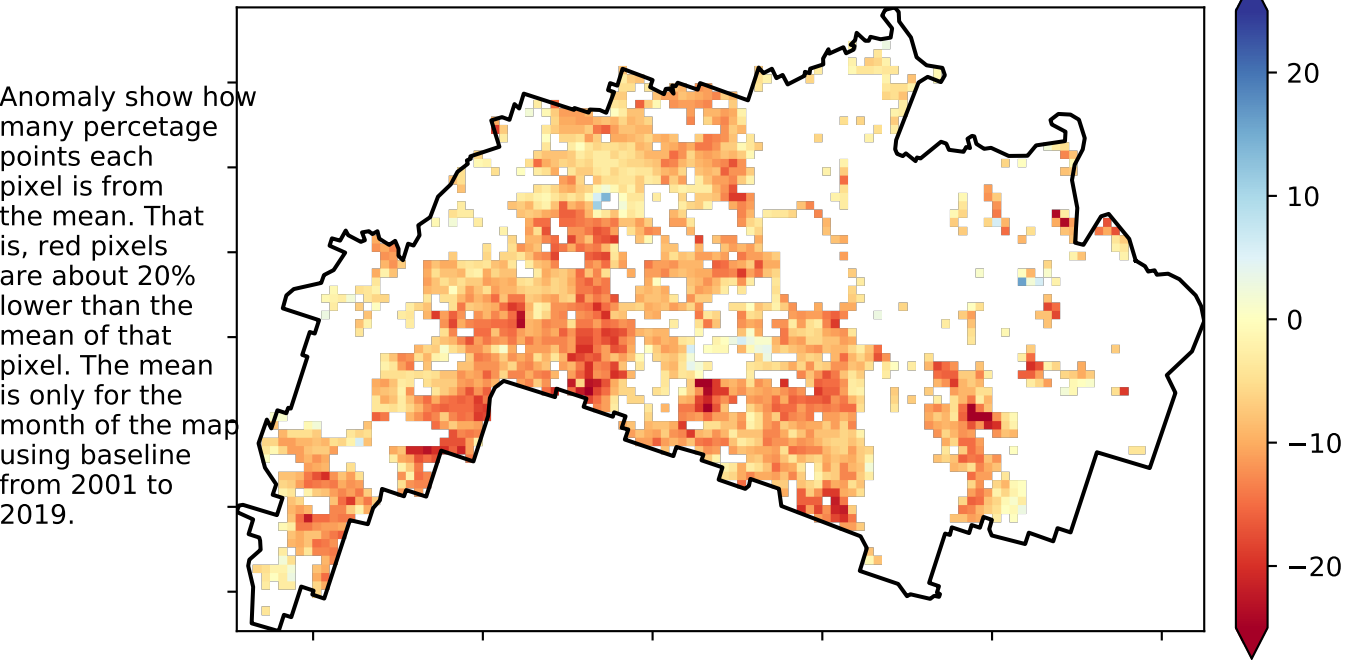 Anomaly show how
many percetage
points each
pixel is from
the mean. That
is, red pixels
are about 20%
lower than the
mean of that
pixel. The mean
is only for the
month of the map
using baseline
from 2001 to
2019.
20
10
0
−10
−20